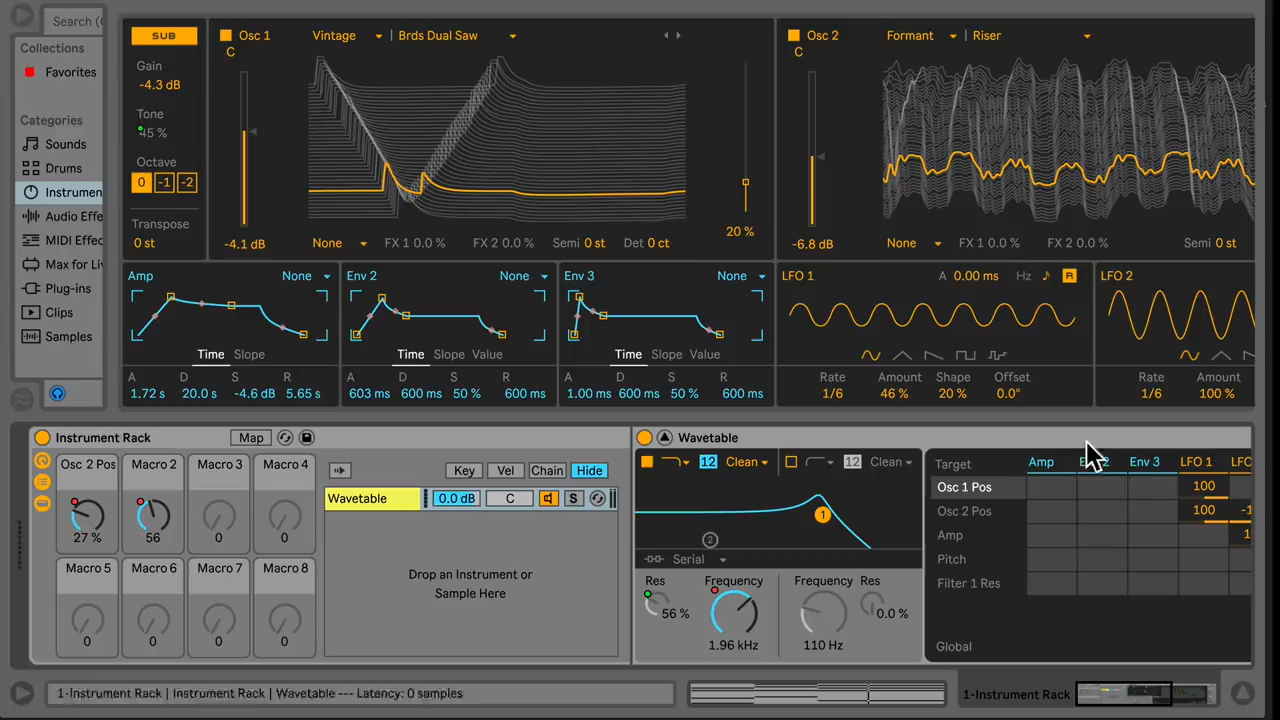 Search (
Collections
Favorites
Categories
Sounds
Drums
Instrumen
Audio Effe
MIDI Effec
Max for Liv
Plug-ins
Clips
Samples
SUB
Gain
-4.3 dB
Tone
45 %
Octave
0 -1 -2
Transpose
0 st
Osc 1 Vintage Brds Dual Saw
C
-4.1 dB
20 %
None FX 1 0.0 % FX 2 0.0 % Semi 0 st Det 0 ct
Osc 2 Formant Riser
C
-6.8 dB
None FX 1 0.0 % FX 2 0.0 % Semi 0 st
Amp None
Time Slope
A D S R
1.72 s 20.0 s -4.6 dB 5.65 s
Env 2 None
Time Slope Value
A D S R
603 ms 600 ms 50 % 600 ms
Env 3 None
Time Slope Value
A D S R
1.00 ms 600 ms 50 % 600 ms
LFO 1 A 0.00 ms Hz R
Rate Amount Shape Offset
1/6 46 % 20 % 0.0°
LFO 2
Rate Amount
1/6 100 %
Instrument Rack Map
Osc 2 Pos Macro 2 Macro 3 Macro 4
27 % 56 0 0
Macro 5 Macro 6 Macro 7 Macro 8
0 0 0 0
Key Vel Chain Hide
Wavetable 0.0 dB C S
Drop an Instrument or
Sample Here
Wavetable
12 Clean 12 Clean
1
2
Serial
Res Frequency Frequency Res
56 % 0.0 %
1.96 kHz 110 Hz
Target Amp Env 3 LFO 1 LFO
Osc 1 Pos 100
Osc 2 Pos 100 -1
Amp 1
Pitch
Filter 1 Res
Global
1-Instrument Rack | Instrument Rack | Wavetable --- Latency: 0 samples
1-Instrument Rack